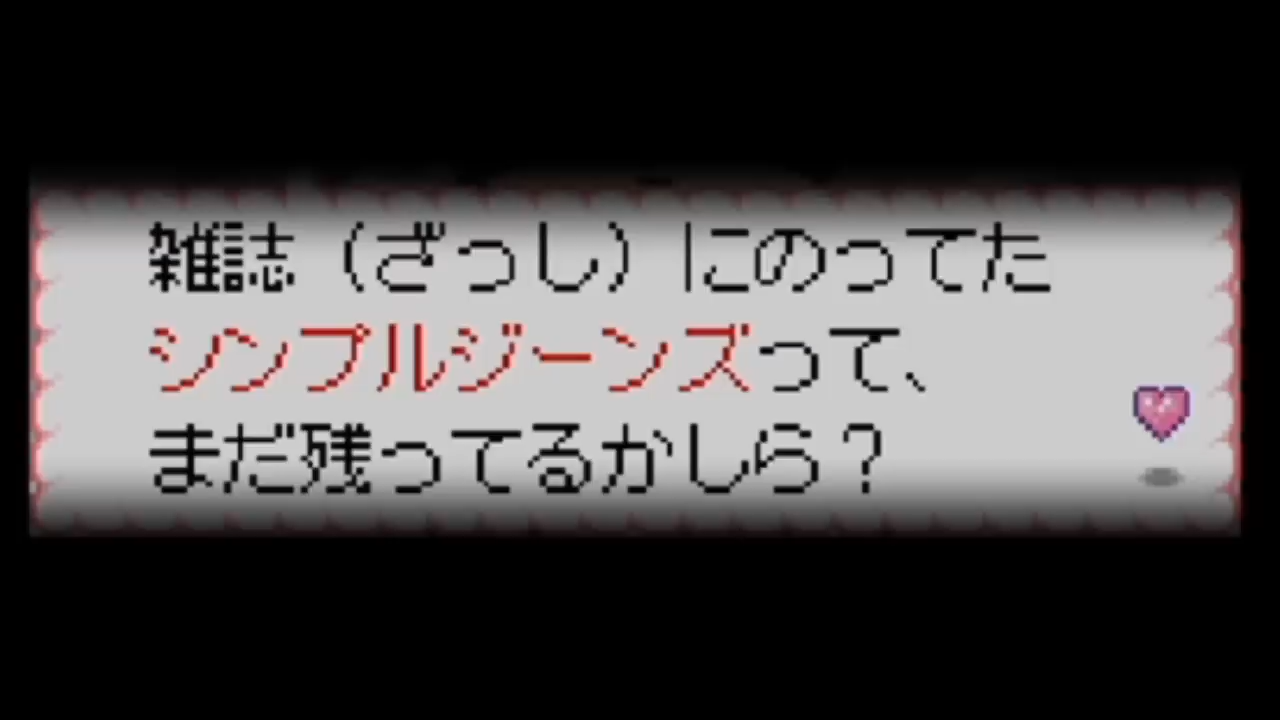 雑誌（ざっし）にのってた
シンプルジーンズって、
まだ残ってるかしら？